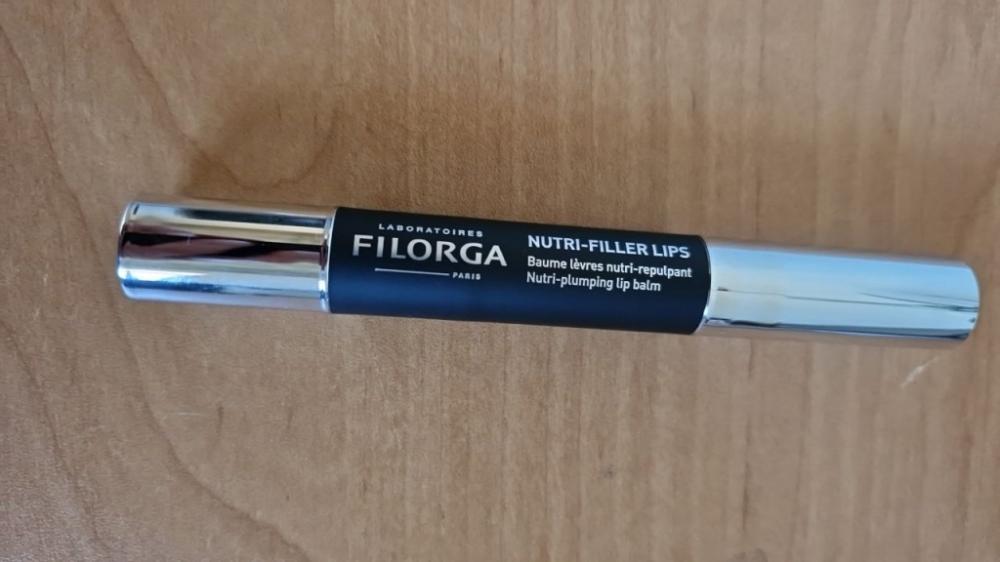 LABORATOIRES
FILORGA
PARIS
NUTRI-FILLER LIPS
Baume lèvres nutri-repulpant
Nutri-plumping lip balm